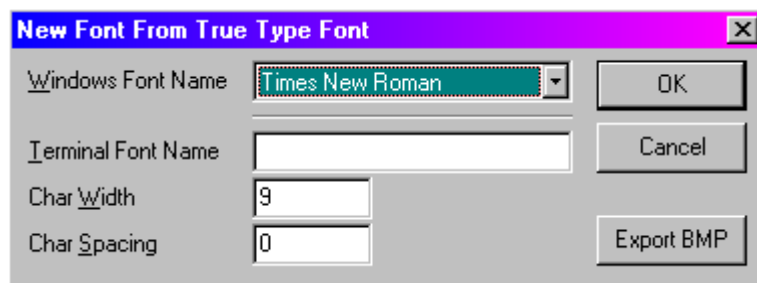 New Font From True Type Font
Windows Font Name Times New Roman OK
Terminal Font Name Cancel
Char Width 9
Char Spacing 0 Export BMP